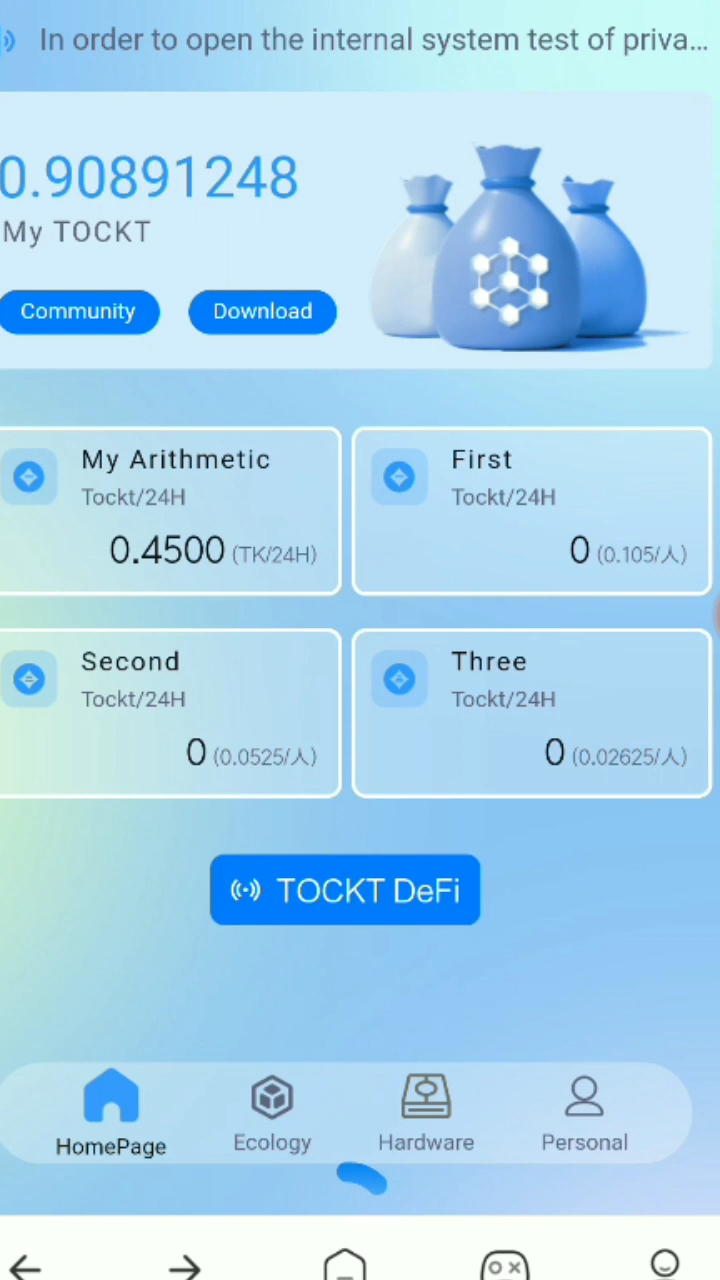 In order to open the internal system test of priva...
0.90891248
My TOCKT
Community
Download
My Arithmetic
Tockt/24H
0.4500 (TK/24H)
First
Tockt/24H
0 (0.105/人)
Second
Tockt/24H
0 (0.0525/人)
Three
Tockt/24H
0 (0.02625/人)
TOCKT DeFi
HomePage
Ecology
Hardware
Personal